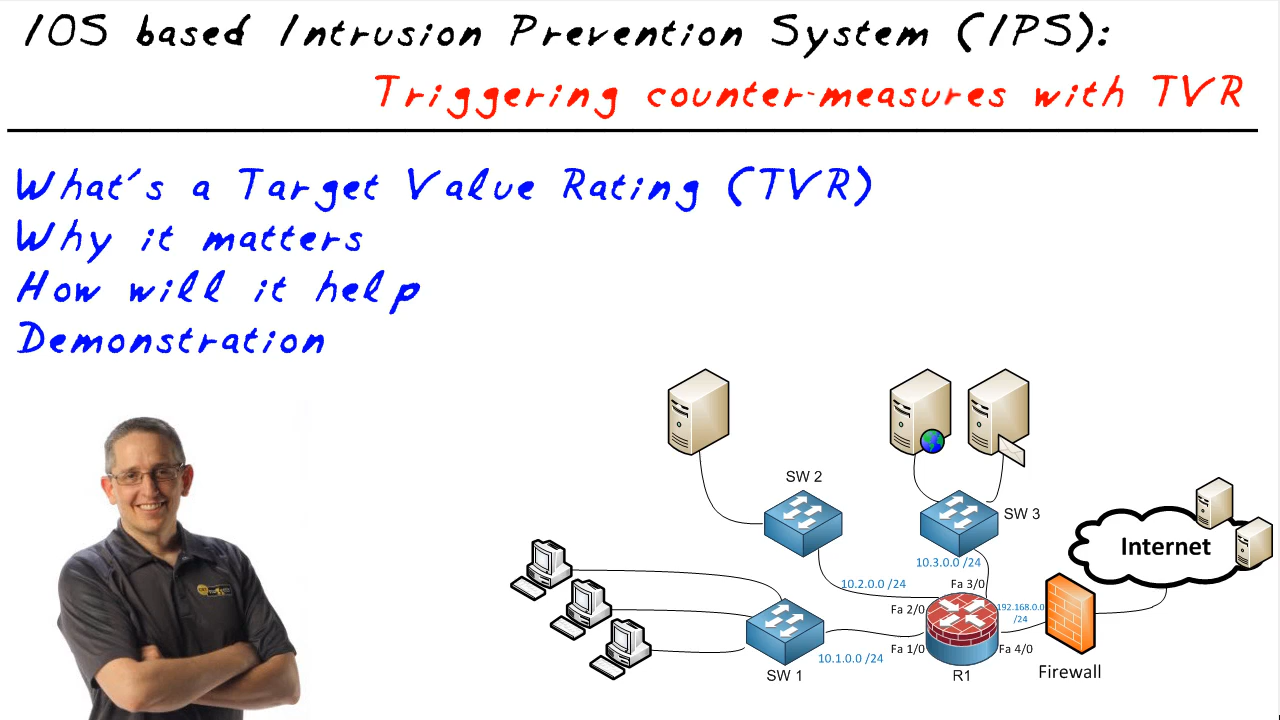 IOS based Intrusion Prevention System (IPS):
Triggering counter-measures with TVR
What's a Target Value Rating (TVR)
Why it matters
How will it help
Demonstration
SW 2
SW 3
Internet
10.3.0.0 /24
10.2.0.0 /24
Fa 3/0
Fa 2/0
192.168.0.0
/24
Fa 1/0
Fa 4/0
10.1.0.0 /24
SW 1
R1
Firewall